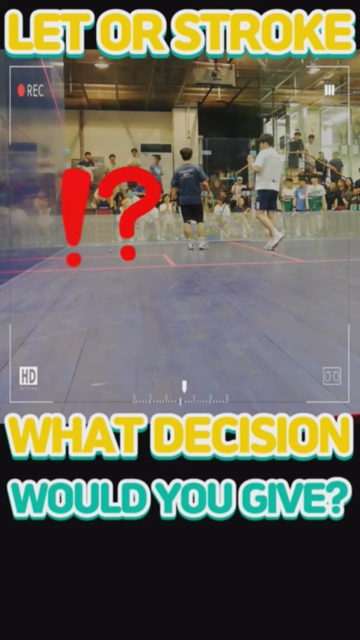 LET OR STROKE
REC
!?
HD
WHAT DECISION
WOULD YOU GIVE?